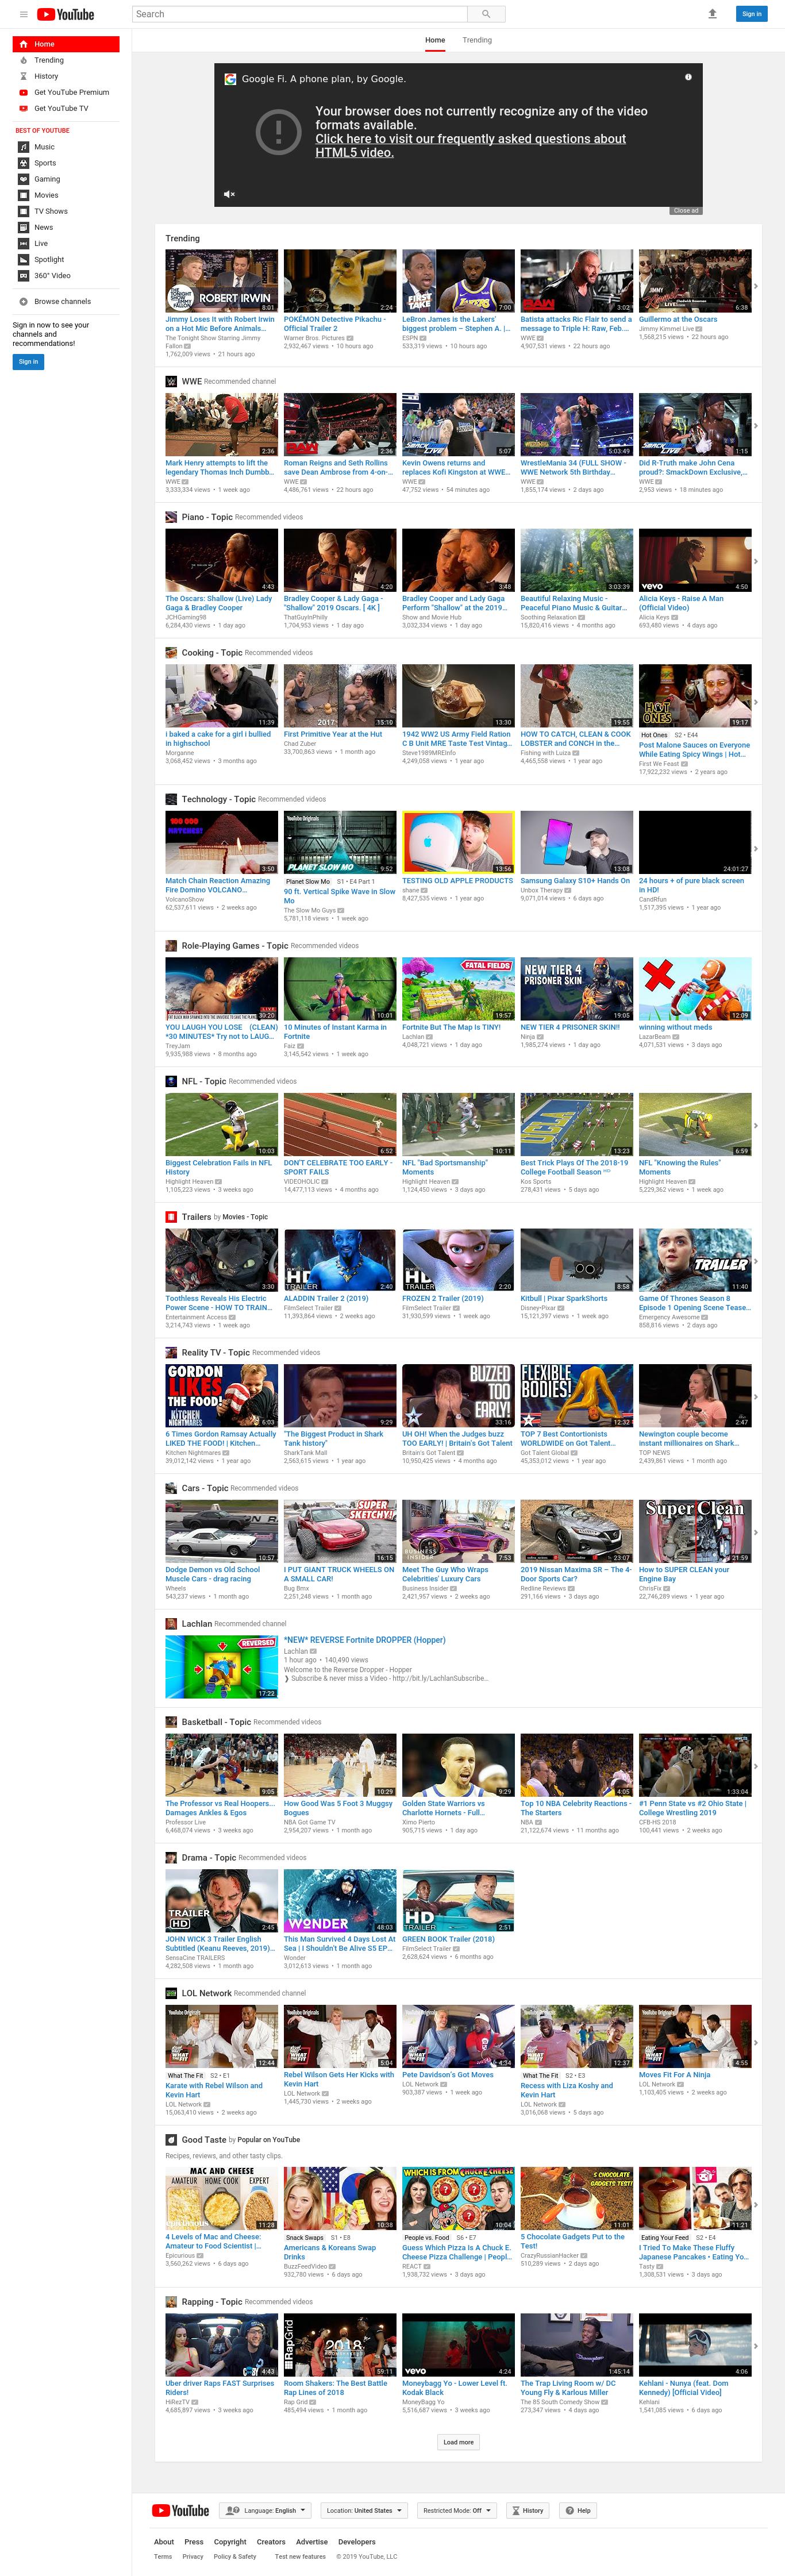 YouTube
Search
Sign in
Home
Trending
History
Get YouTube Premium
Get YouTube TV
BEST OF YOUTUBE
Music
Sports
Gaming
Movies
TV Shows
News
Live
Spotlight
360° Video
Browse channels
Sign in now to see your
channels and
recommendations!
Sign in
Home Trending
Google Fi. A phone plan, by Google.
Your browser does not currently recognize any of the video
formats available.
Click here to visit our frequently asked questions about
HTML5 video.
Close ad
Trending
8:01 2:24 7:00 3:02 6:38
Jimmy Loses It with Robert Irwin
on a Hot Mic Before Animals...
The Tonight Show Starring Jimmy
Fallon
1,762,009 views • 21 hours ago
POKÉMON Detective Pikachu -
Official Trailer 2
Warner Bros. Pictures
2,932,467 views • 10 hours ago
LeBron James is the Lakers'
biggest problem – Stephen A. |...
ESPN
533,319 views • 10 hours ago
Batista attacks Ric Flair to send a
message to Triple H: Raw, Feb....
WWE
4,907,531 views • 22 hours ago
Guillermo at the Oscars
Jimmy Kimmel Live
1,568,215 views • 22 hours ago
WWE Recommended channel
2:36 2:36 5:07 5:03:49 1:15
Mark Henry attempts to lift the
legendary Thomas Inch Dumbb...
WWE
3,333,334 views • 1 week ago
Roman Reigns and Seth Rollins
save Dean Ambrose from 4-on-...
WWE
4,486,761 views • 22 hours ago
Kevin Owens returns and
replaces Kofi Kingston at WWE...
WWE
47,752 views • 54 minutes ago
WrestleMania 34 (FULL SHOW -
WWE Network 5th Birthday...
WWE
1,855,174 views • 2 days ago
Did R-Truth make John Cena
proud?: SmackDown Exclusive,...
WWE
2,953 views • 18 minutes ago
Piano - Topic Recommended videos
4:43 4:20 3:48 3:03:39 4:50
The Oscars: Shallow (Live) Lady
Gaga & Bradley Cooper
JCHGaming98
6,284,430 views • 1 day ago
Bradley Cooper & Lady Gaga -
"Shallow" 2019 Oscars. [ 4K ]
ThatGuyInPhilly
1,704,953 views • 1 day ago
Bradley Cooper and Lady Gaga
Perform "Shallow" at the 2019...
Show and Movie Hub
3,032,334 views • 1 day ago
Beautiful Relaxing Music -
Peaceful Piano Music & Guitar...
Soothing Relaxation
15,820,416 views • 4 months ago
Alicia Keys - Raise A Man
(Official Video)
Alicia Keys
693,480 views • 4 days ago
Cooking - Topic Recommended videos
11:39 2017 15:10 13:30 19:55 19:17
i baked a cake for a girl i bullied
in highschool
Morganne
3,068,452 views • 3 months ago
First Primitive Year at the Hut
Chad Zuber
33,700,863 views • 1 month ago
1942 WW2 US Army Field Ration
C B Unit MRE Taste Test Vintag...
Steve1989MREInfo
4,249,058 views • 1 year ago
HOW TO CATCH, CLEAN & COOK
LOBSTER and CONCH in the...
Fishing with Luiza
4,465,558 views • 1 year ago
Hot Ones S2 • E44
Post Malone Sauces on Everyone
While Eating Spicy Wings | Hot...
First We Feast
17,922,232 views • 2 years ago
Technology - Topic Recommended videos
3:50 9:52 13:56 13:08 24:01:27
Match Chain Reaction Amazing
Fire Domino VOLCANO...
VolcanoShow
62,537,611 views • 2 weeks ago
Planet Slow Mo S1 • E4 Part 1
90 ft. Vertical Spike Wave in Slow
Mo
The Slow Mo Guys
5,781,118 views • 1 week ago
TESTING OLD APPLE PRODUCTS
shane
8,427,535 views • 1 year ago
Samsung Galaxy S10+ Hands On
Unbox Therapy
9,071,014 views • 6 days ago
24 hours + of pure black screen
in HD!
CandRfun
1,517,395 views • 1 year ago
Role-Playing Games - Topic Recommended videos
30:20 10:01 FATAL FIELDS 19:57 NEW TIER 4 PRISONER SKIN 19:05 12:09
YOU LAUGH YOU LOSE (CLEAN)
*30 MINUTES* Try not to LAUG...
TreyJam
9,935,988 views • 8 months ago
10 Minutes of Instant Karma in
Fortnite
Faiz
3,145,542 views • 1 week ago
Fortnite But The Map Is TINY!
Lachlan
4,048,721 views • 1 day ago
NEW TIER 4 PRISONER SKIN!!
Ninja
1,985,274 views • 1 day ago
winning without meds
LazarBeam
4,071,531 views • 3 days ago
NFL - Topic Recommended videos
10:03 6:52 10:11 13:23 6:59
Biggest Celebration Fails in NFL
History
Highlight Heaven
1,105,223 views • 3 weeks ago
DON'T CELEBRATE TOO EARLY -
SPORT FAILS
VIDEOHOLIC
14,477,113 views • 4 months ago
NFL "Bad Sportsmanship"
Moments
Highlight Heaven
1,124,450 views • 3 days ago
Best Trick Plays Of The 2018-19
College Football Season ᴴᴰ
Kos Sports
278,431 views • 5 days ago
NFL "Knowing the Rules"
Moments
Highlight Heaven
5,229,362 views • 1 week ago
Trailers by Movies - Topic
3:30 2:40 2:20 8:58 TRAILER 11:40
Toothless Reveals His Electric
Power Scene - HOW TO TRAIN...
Entertainment Access
3,214,743 views • 1 week ago
ALADDIN Trailer 2 (2019)
FilmSelect Trailer
11,393,864 views • 2 weeks ago
FROZEN 2 Trailer (2019)
FilmSelect Trailer
31,930,599 views • 1 week ago
Kitbull | Pixar SparkShorts
Disney•Pixar
15,121,397 views • 1 week ago
Game Of Thrones Season 8
Episode 1 Opening Scene Tease...
Emergency Awesome
858,816 views • 2 days ago
Reality TV - Topic Recommended videos
GORDON LIKES THE FOOD! KITCHEN NIGHTMARES 6:03 9:29 BUZZED TOO EARLY! 33:16 FLEXIBLE BODIES! 12:32 2:47
6 Times Gordon Ramsay Actually
LIKED THE FOOD! | Kitchen...
Kitchen Nightmares
39,012,142 views • 1 year ago
"The Biggest Product in Shark
Tank history"
SharkTank Mall
2,563,615 views • 1 year ago
UH OH! When the Judges buzz
TOO EARLY! | Britain's Got Talent
Britain's Got Talent
10,950,425 views • 4 months ago
TOP 7 Best Contortionists
WORLDWIDE on Got Talent...
Got Talent Global
45,353,012 views • 1 year ago
Newington couple become
instant millionaires on Shark...
TOP NEWS
2,439,861 views • 1 month ago
Cars - Topic Recommended videos
10:57 SUPER SKETCHY! 16:15 BUSINESS INSIDER 7:53 23:07 Super Clean 21:59
Dodge Demon vs Old School
Muscle Cars - drag racing
Wheels
543,237 views • 1 month ago
I PUT GIANT TRUCK WHEELS ON
A SMALL CAR!
Bug Bmx
2,251,248 views • 1 month ago
Meet The Guy Who Wraps
Celebrities' Luxury Cars
Business Insider
2,421,957 views • 2 weeks ago
2019 Nissan Maxima SR – The 4-
Door Sports Car?
Redline Reviews
291,166 views • 3 days ago
How to SUPER CLEAN your
Engine Bay
ChrisFix
22,746,289 views • 1 year ago
Lachlan Recommended channel
REVERSED 17:22
*NEW* REVERSE Fortnite DROPPER (Hopper)
Lachlan
1 hour ago • 140,490 views
Welcome to the Reverse Dropper - Hopper
❯ Subscribe & never miss a Video - http://bit.ly/LachlanSubscribe...
Basketball - Topic Recommended videos
9:05 10:29 9:29 4:05 1:33:04
The Professor vs Real Hoopers...
Damages Ankles & Egos
Professor Live
6,468,074 views • 3 weeks ago
How Good Was 5 Foot 3 Muggsy
Bogues
NBA Got Game TV
2,954,207 views • 1 month ago
Golden State Warriors vs
Charlotte Hornets - Full...
Ximo Pierto
905,715 views • 1 day ago
Top 10 NBA Celebrity Reactions -
The Starters
NBA
21,122,674 views • 11 months ago
#1 Penn State vs #2 Ohio State |
College Wrestling 2019
CFB-HS 2018
100,441 views • 2 weeks ago
Drama - Topic Recommended videos
TRAILER HD 2:45 WONDER 48:03 HD TRAILER 2:51
JOHN WICK 3 Trailer English
Subtitled (Keanu Reeves, 2019)...
SensaCine TRAILERS
4,282,508 views • 1 month ago
This Man Survived 4 Days Lost At
Sea | I Shouldn't Be Alive S5 EP...
Wonder
3,012,613 views • 1 month ago
GREEN BOOK Trailer (2018)
FilmSelect Trailer
2,628,624 views • 6 months ago
LOL Network Recommended channel
12:44 5:04 4:34 12:37 4:55
What The Fit S2 • E1
Karate with Rebel Wilson and
Kevin Hart
LOL Network
15,063,410 views • 2 weeks ago
Rebel Wilson Gets Her Kicks with
Kevin Hart
LOL Network
1,445,730 views • 2 weeks ago
Pete Davidson's Got Moves
LOL Network
903,387 views • 1 week ago
What The Fit S2 • E3
Recess with Liza Koshy and
Kevin Hart
LOL Network
3,016,068 views • 5 days ago
Moves Fit For A Ninja
LOL Network
1,103,405 views • 2 weeks ago
Good Taste by Popular on YouTube
Recipes, reviews, and other tasty clips.
MAC AND CHEESE AMATEUR HOME COOK EXPERT 11:28 10:38 WHICH IS FROM CHUCK E CHEESE 10:04 5 CHOCOLATE GADGETS TEST! 11:01 11:21
4 Levels of Mac and Cheese:
Amateur to Food Scientist |...
Epicurious
3,560,262 views • 6 days ago
Snack Swaps S1 • E8
Americans & Koreans Swap
Drinks
BuzzFeedVideo
932,780 views • 6 days ago
People vs. Food S6 • E7
Guess Which Pizza Is A Chuck E.
Cheese Pizza Challenge | Peopl...
REACT
1,938,732 views • 3 days ago
5 Chocolate Gadgets Put to the
Test!
CrazyRussianHacker
510,289 views • 2 days ago
Eating Your Feed S2 • E4
I Tried To Make These Fluffy
Japanese Pancakes • Eating Yo...
Tasty
1,308,531 views • 3 days ago
Rapping - Topic Recommended videos
4:43 RapGrid 2018 59:11 vevo 4:24 1:45:14 4:06
Uber driver Raps FAST Surprises
Riders!
HiRezTV
4,685,897 views • 3 weeks ago
Room Shakers: The Best Battle
Rap Lines of 2018
Rap Grid
485,494 views • 1 month ago
Moneybagg Yo - Lower Level ft.
Kodak Black
MoneyBagg Yo
5,516,687 views • 3 weeks ago
The Trap Living Room w/ DC
Young Fly & Karlous Miller
The 85 South Comedy Show
273,347 views • 4 days ago
Kehlani - Nunya (feat. Dom
Kennedy) [Official Video]
Kehlani
1,541,085 views • 6 days ago
Load more
YouTube Language: English Location: United States Restricted Mode: Off History Help
About Press Copyright Creators Advertise Developers
Terms Privacy Policy & Safety Test new features © 2019 YouTube, LLC